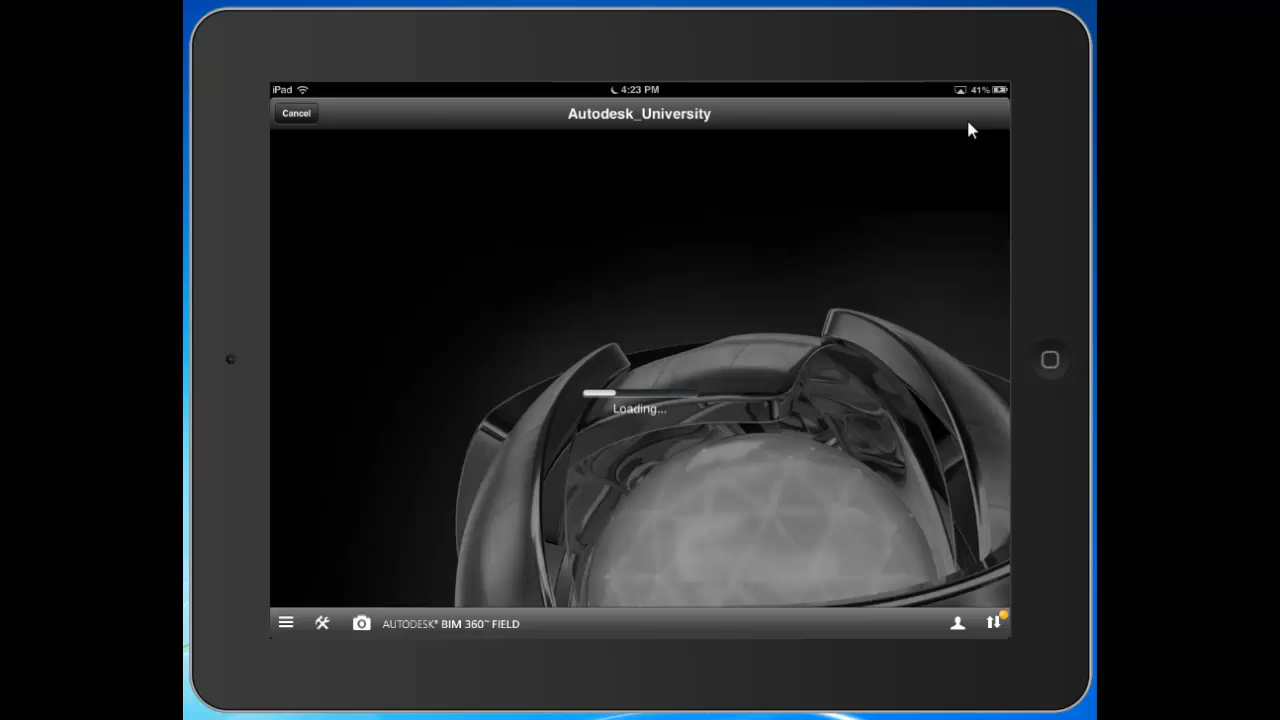 iPad 4:23 PM 41%
Cancel Autodesk_University
Loading...
AUTODESK® BIM 360™ FIELD